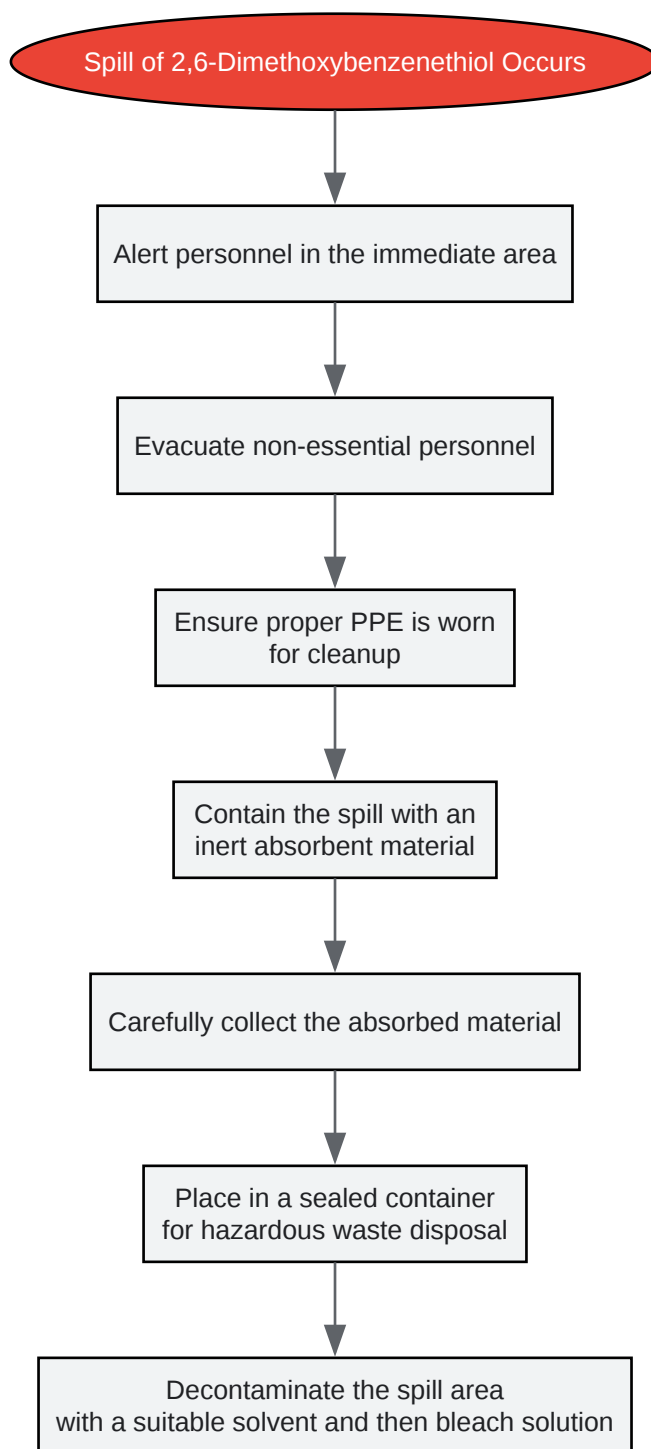 Spill of 2,6-Dimethoxybenzenethiol Occurs
Alert personnel in the immediate area
Evacuate non-essential personnel
Ensure proper PPE is worn
for cleanup
Contain the spill with an
inert absorbent material
Carefully collect the absorbed material
Place in a sealed container
for hazardous waste disposal
Decontaminate the spill area
with a suitable solvent and then bleach solution